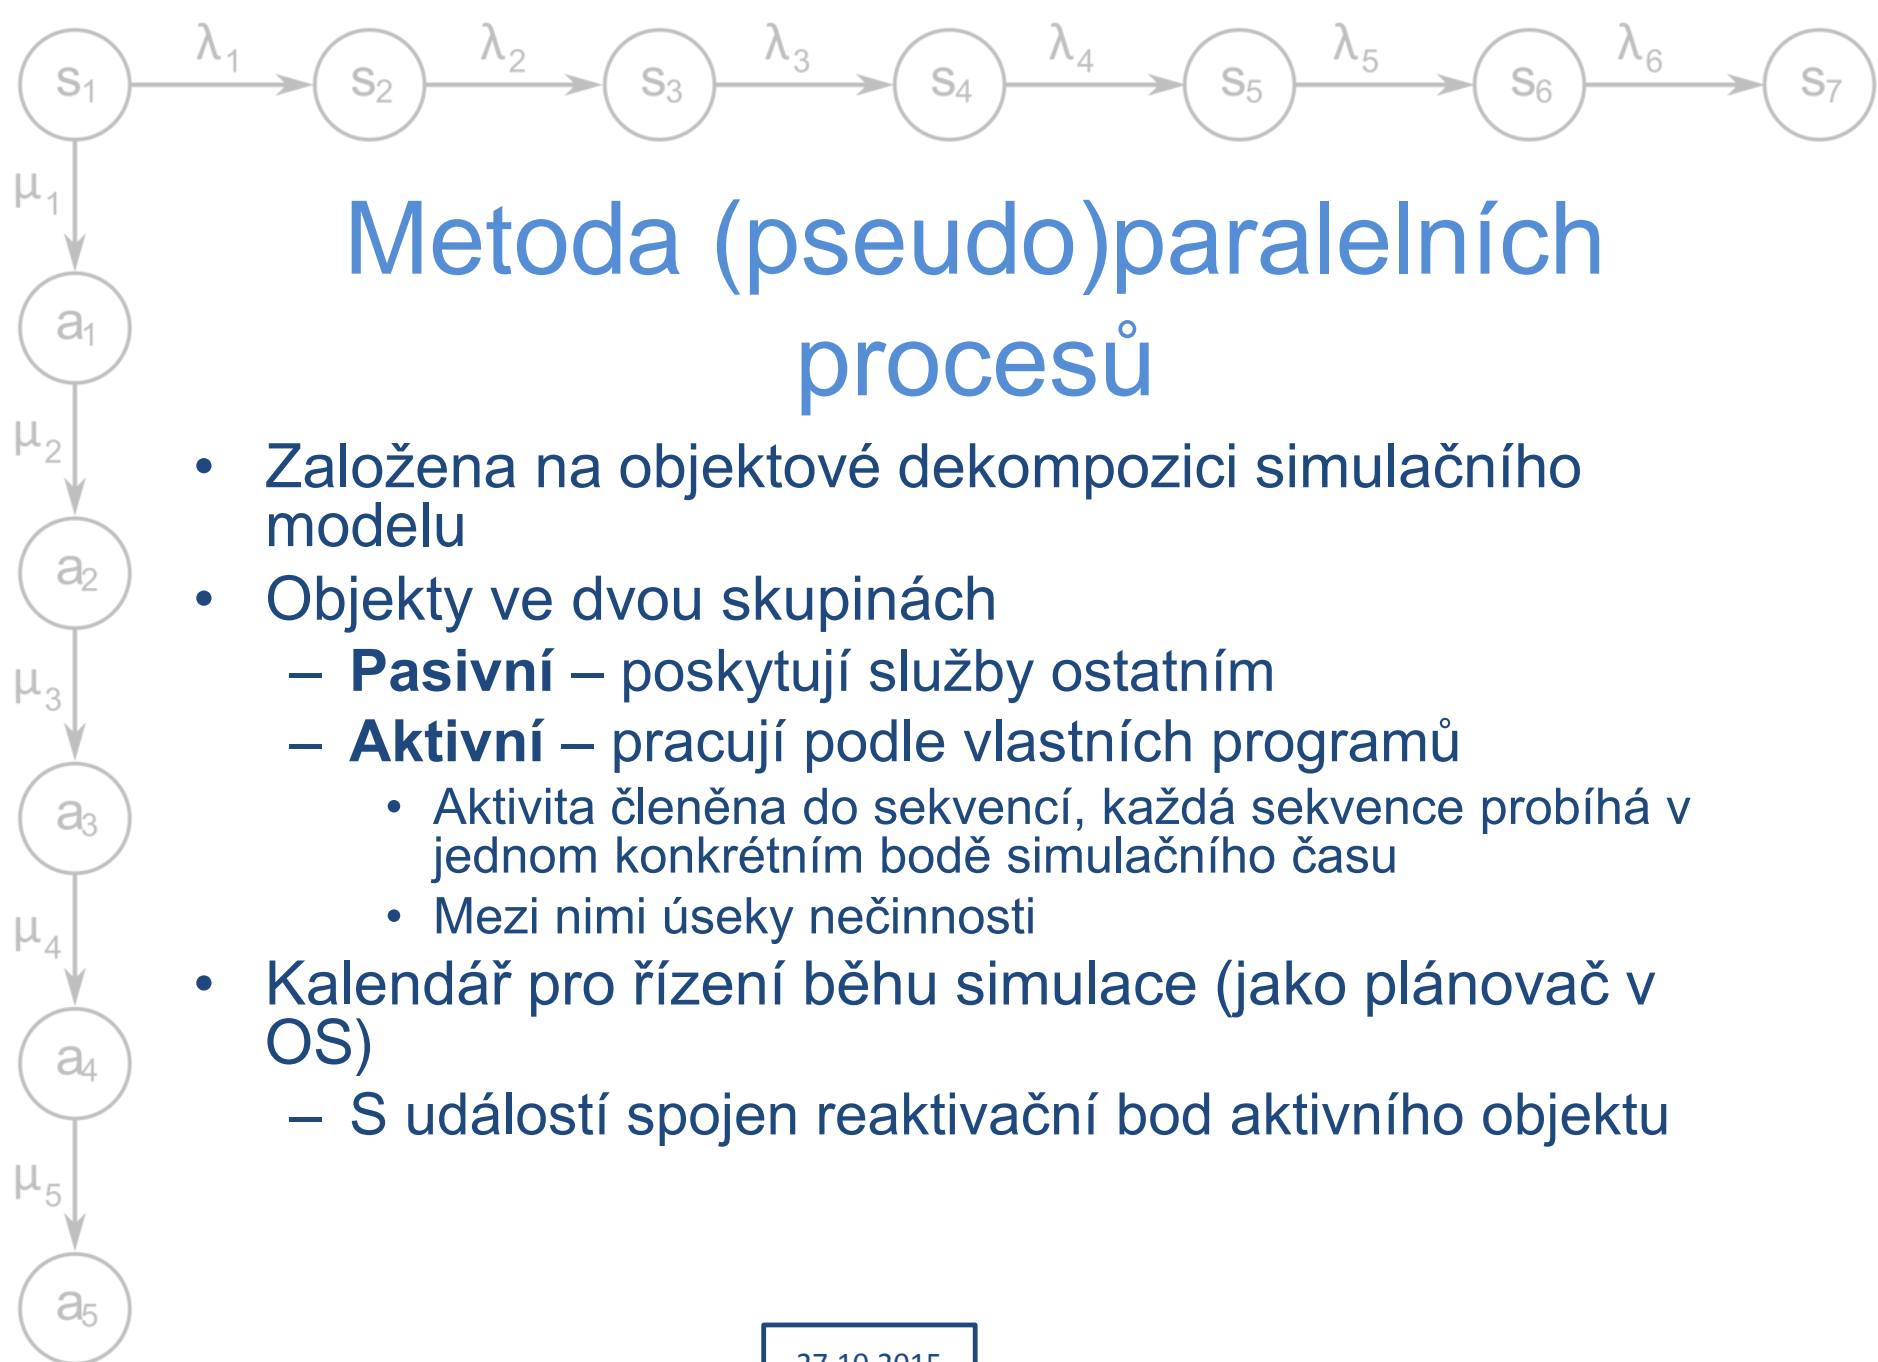 s1 λ1 s2 λ2 s3 λ3 s4 λ4 s5 λ5 s6 λ6 s7
μ1
a1
μ2
a2
μ3
a3
μ4
a4
μ5
a5
Metoda (pseudo)paralelních
procesů
• Založena na objektové dekompozici simulačního
modelu
• Objekty ve dvou skupinách
– Pasivní – poskytují služby ostatním
– Aktivní – pracují podle vlastních programů
• Aktivita členěna do sekvencí, každá sekvence probíhá v
jednom konkrétním bodě simulačního času
• Mezi nimi úseky nečinnosti
• Kalendář pro řízení běhu simulace (jako plánovač v
OS)
– S událostí spojen reaktivační bod aktivního objektu
27.10.2015